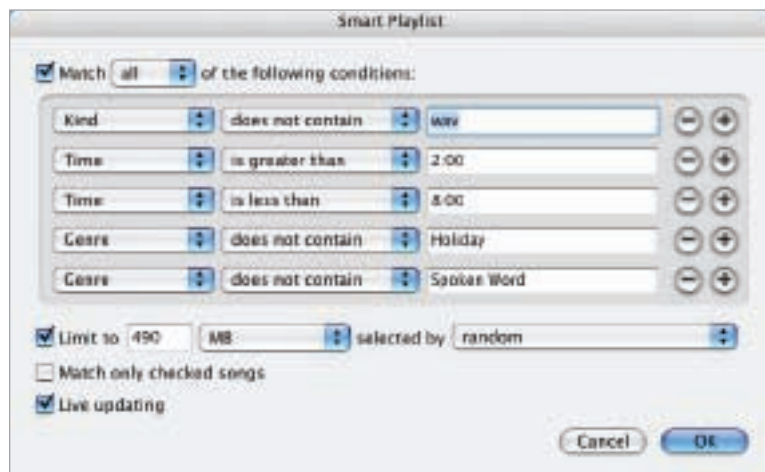 Smart Playlist
Match all of the following conditions:
Kind does not contain wav
Time is greater than 2:00
Time is less than 8:00
Genre does not contain Holiday
Genre does not contain Spoken Word
Limit to 490 MB selected by random
Match only checked songs
Live updating
Cancel OK